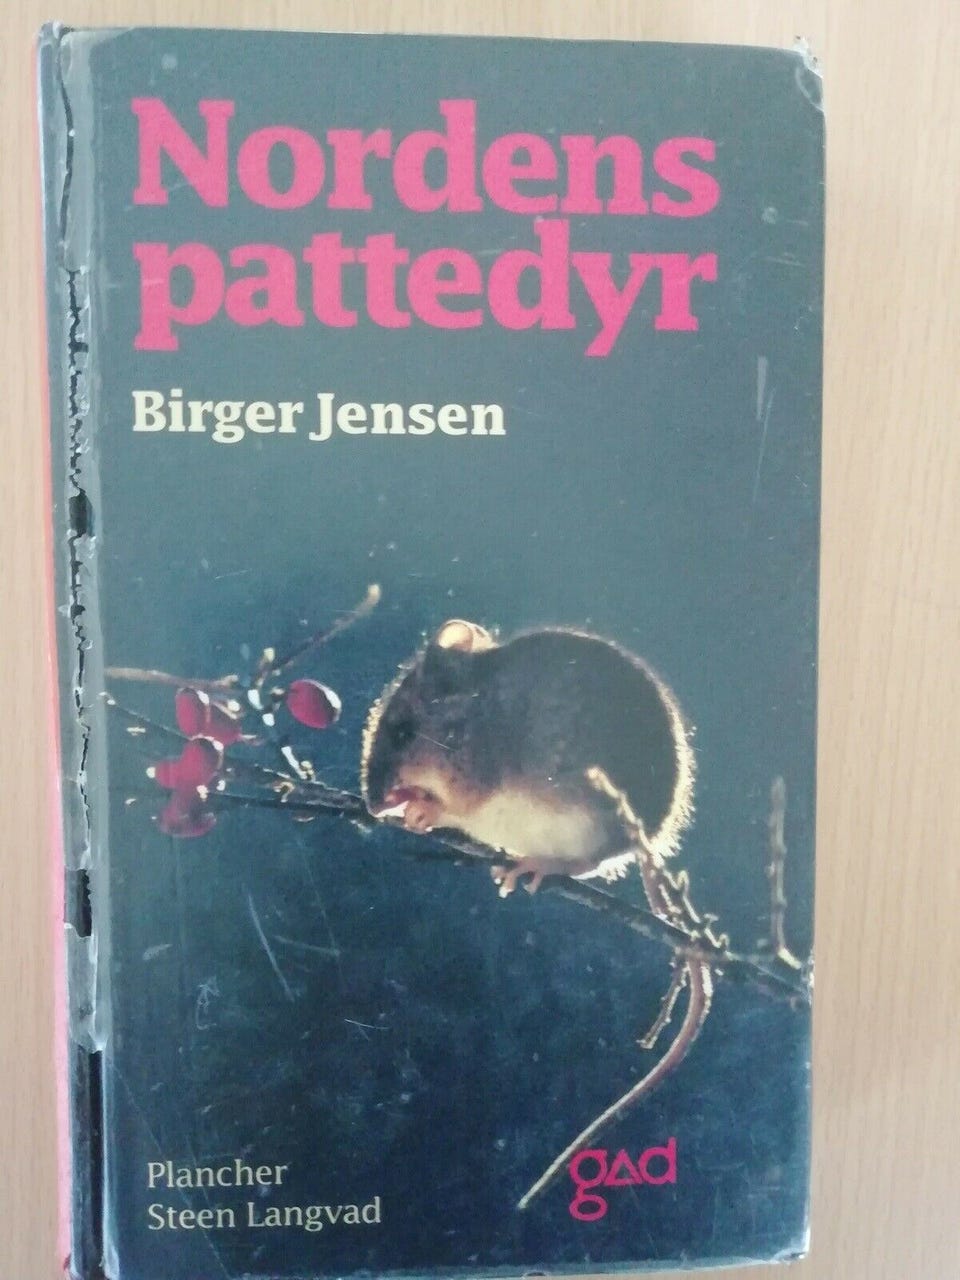 Nordens
pattedyr
Birger Jensen
Plancher
Steen Langvad
gad